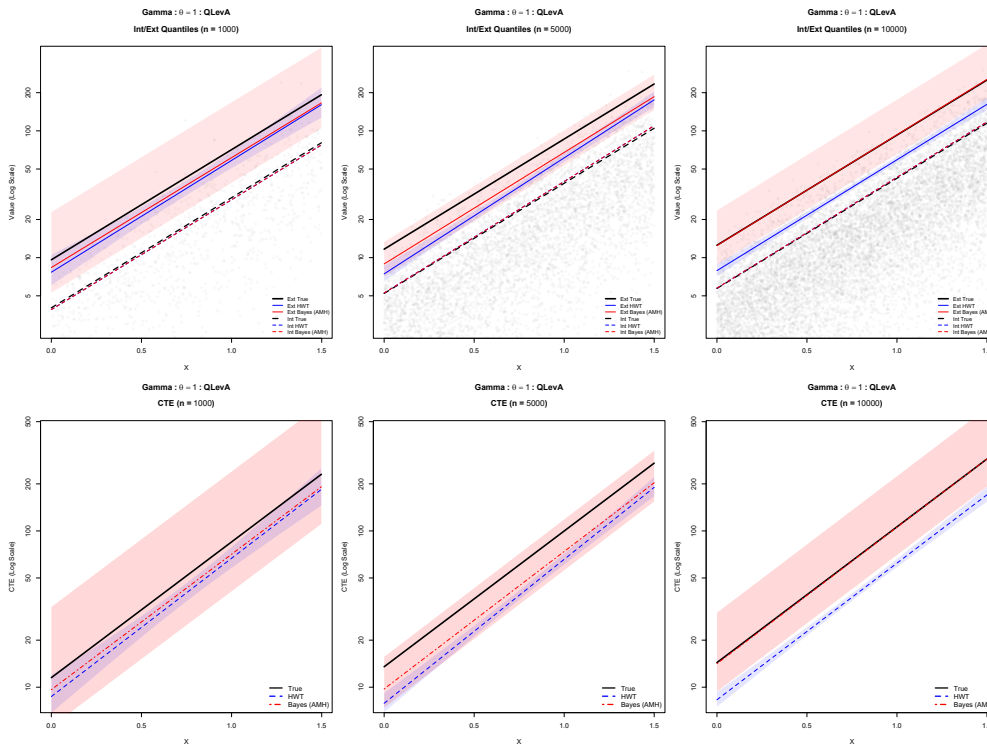 Gamma : θ = 1 : QLevA
Int/Ext Quantiles (n = 1000)
Value (Log Scale)
200
100
50
20
10
5
0.0
0.5
1.0
1.5
X
Ext True
Ext HWT
Ext Bayes (AMH)
Int True
Int HWT
Int Bayes (AMH)
Gamma : θ = 1 : QLevA
Int/Ext Quantiles (n = 5000)
Value (Log Scale)
200
100
50
20
10
5
0.0
0.5
1.0
1.5
X
Ext True
Ext HWT
Ext Bayes (AMH)
Int True
Int HWT
Int Bayes (AMH)
Gamma : θ = 1 : QLevA
Int/Ext Quantiles (n = 10000)
Value (Log Scale)
200
100
50
20
10
5
0.0
0.5
1.0
1.5
X
Ext True
Ext HWT
Ext Bayes (AM
Int True
Int HWT
Int Bayes (AM
Gamma : θ = 1 : QLevA
CTE (n = 1000)
CTE (Log Scale)
500
200
100
50
20
10
0.0
0.5
1.0
1.5
X
True
HWT
Bayes (AMH)
Gamma : θ = 1 : QLevA
CTE (n = 5000)
CTE (Log Scale)
500
200
100
50
20
10
0.0
0.5
1.0
1.5
X
True
HWT
Bayes (AMH)
Gamma : θ = 1 : QLevA
CTE (n = 10000)
CTE (Log Scale)
500
200
100
50
20
10
0.0
0.5
1.0
1.5
X
True
HWT
Bayes (AM